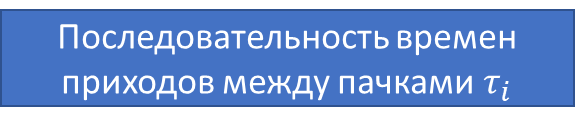 Последовательность времен
приходов между пачками τᵢ